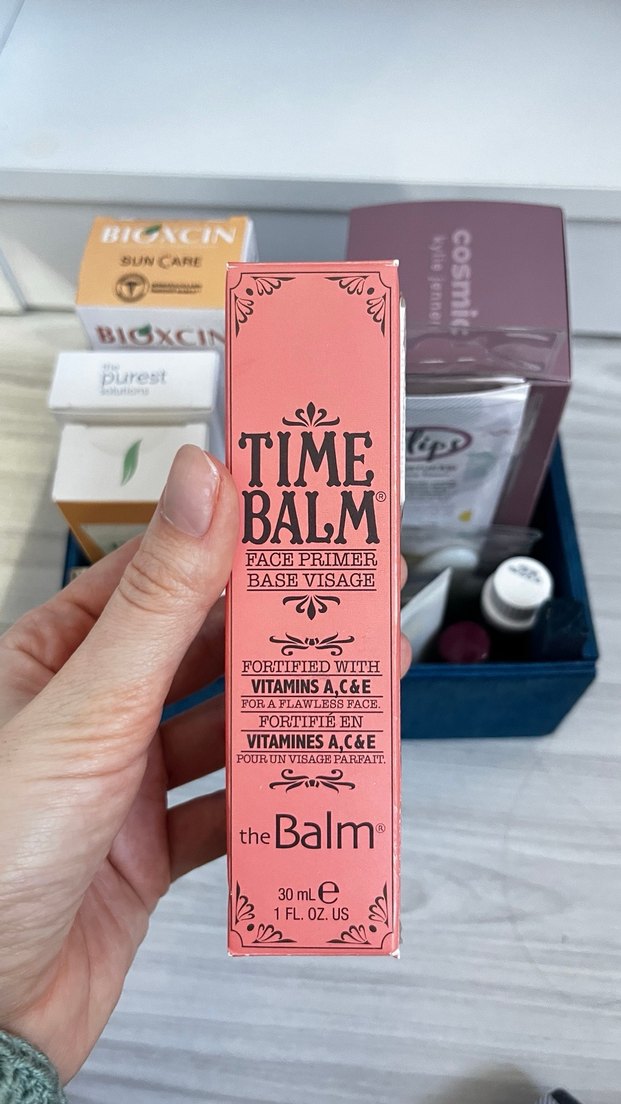 BIOXCIN
SUN CARE
BIOXCIN
the
purest
solutions
cosmic
kylie jenner
lips
TIME
BALM®
FACE PRIMER
BASE VISAGE
FORTIFIED WITH
VITAMINS A,C&E
FOR A FLAWLESS FACE.
FORTIFIÉ EN
VITAMINES A,C&E
POUR UN VISAGE PARFAIT.
theBalm®
30 mL e
1 FL. OZ. US